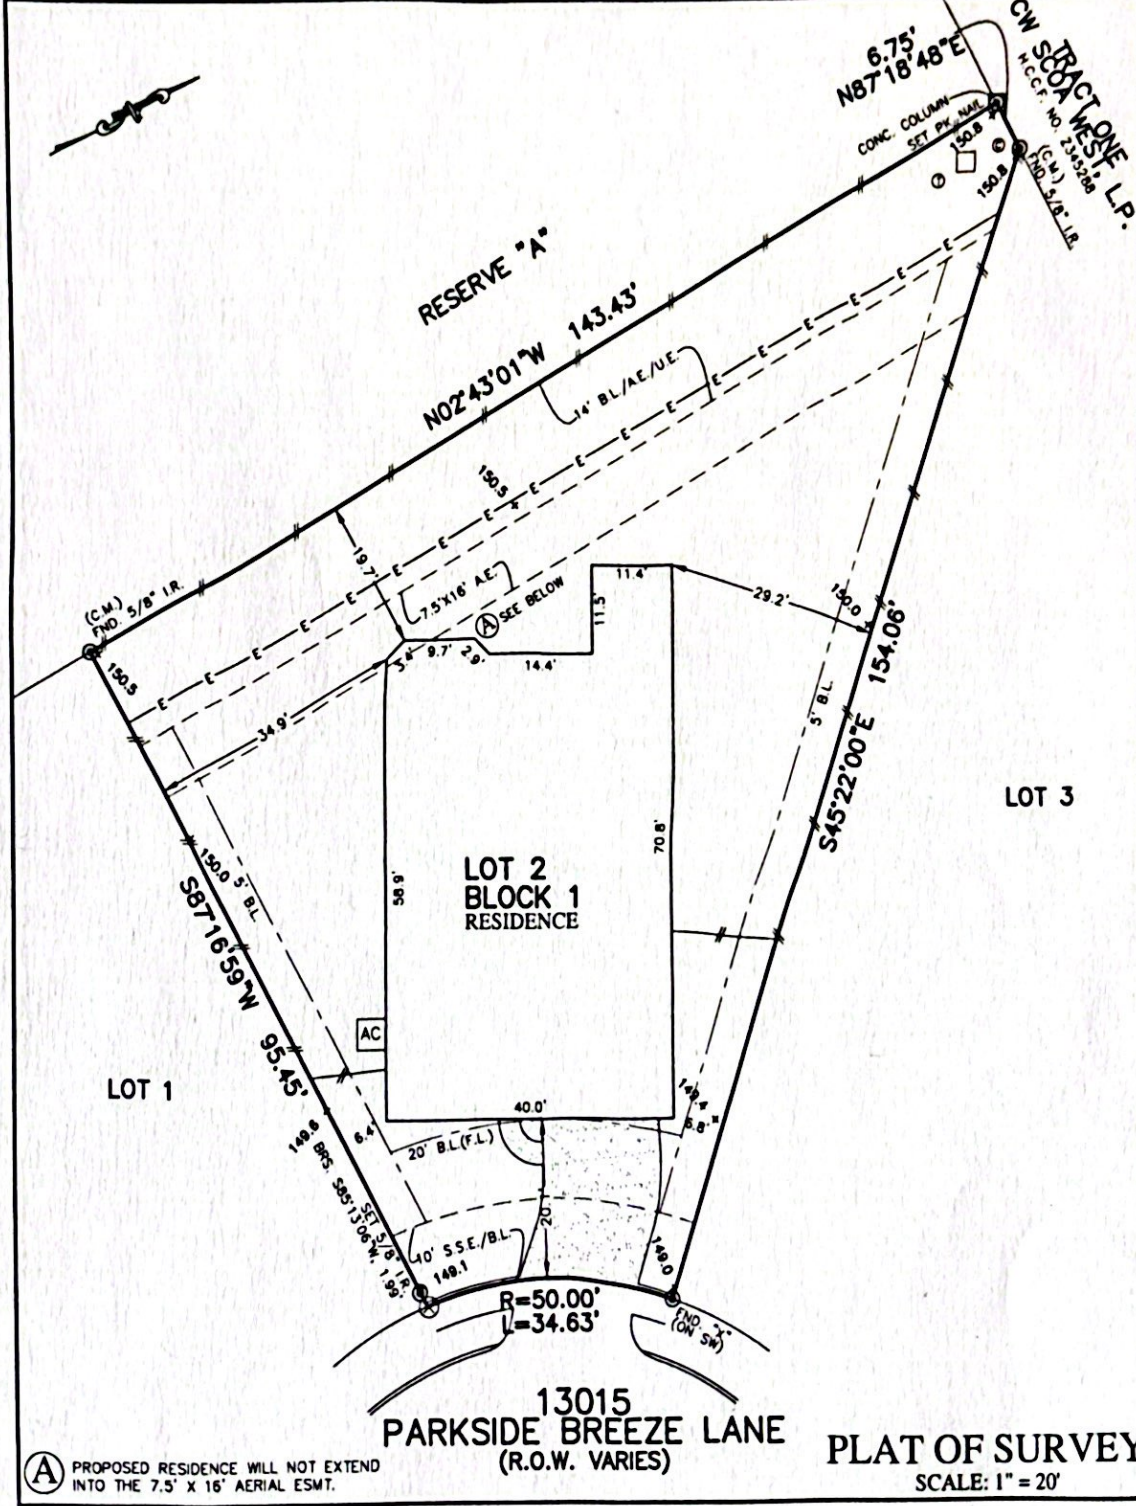 6.75'
N87°18'48"E
TRACT ONE
CW SCOA WEST, L.P.
H.C.C.F. NO. 2345288
CONC. COLUMN
SET PK NAIL
150.8
(C.M.)
FND. 5/8" I.R.
150.8
RESERVE "A"
N02°43'01"W 143.43'
14' B.L./A.E./U.E.
E E E E E E E E E E E E E E E E E E
150.5
19.7'
7.5'X16' A.E.
A SEE BELOW
(C.M.)
FND. 5/8" I.R.
150.5
11.4'
11.5'
29.2'
150.0
9.7'
2.9'
14.4'
34.9'
5' B.L.
S45°22'00"E 154.06'
LOT 3
58.9'
70.8'
LOT 2
BLOCK 1
RESIDENCE
150.0
5' B.L.
S87°16'59"W 95.45'
AC
LOT 1
40.0'
149.4
6.8'
149.6
6.4'
20' B.L.(F.L.)
BRS. S85°13'06"W, 1.99'
SET 5/8" I.R.
10' S.S.E./B.L.
149.1
20'
149.0
R=50.00'
L=34.63'
FND. "X"
(ON SW)
13015
PARKSIDE BREEZE LANE
(R.O.W. VARIES)
PLAT OF SURVEY
SCALE: 1" = 20'
A PROPOSED RESIDENCE WILL NOT EXTEND
INTO THE 7.5' X 16' AERIAL ESMT.